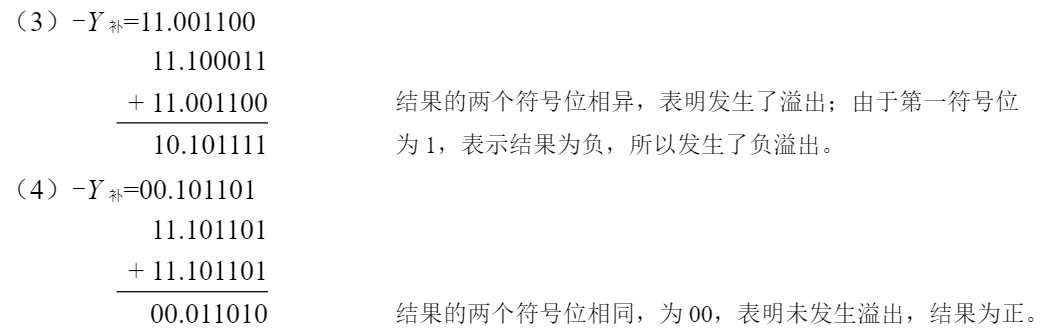 （3）-Y补=11.001100
11.100011
+ 11.001100
10.101111
结果的两个符号位相异，表明发生了溢出；由于第一符号位
为 1，表示结果为负，所以发生了负溢出。
（4）-Y补=00.101101
11.101101
+ 11.101101
00.011010
结果的两个符号位相同，为 00，表明未发生溢出，结果为正。